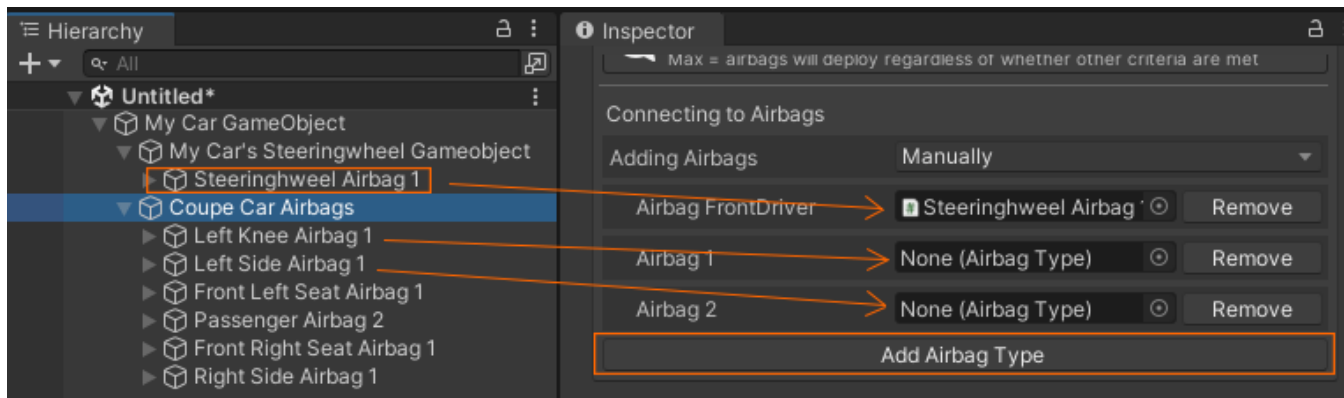 Hierarchy
All
Untitled*
My Car GameObject
My Car's Steeringwheel Gameobject
Steeringhweel Airbag 1
Coupe Car Airbags
Left Knee Airbag 1
Left Side Airbag 1
Front Left Seat Airbag 1
Passenger Airbag 2
Front Right Seat Airbag 1
Right Side Airbag 1
Inspector
Max = airbags will deploy regardless of whether other criteria are met
Connecting to Airbags
Adding Airbags Manually
Airbag FrontDriver Steeringhweel Airbag Remove
Airbag 1 None (Airbag Type) Remove
Airbag 2 None (Airbag Type) Remove
Add Airbag Type